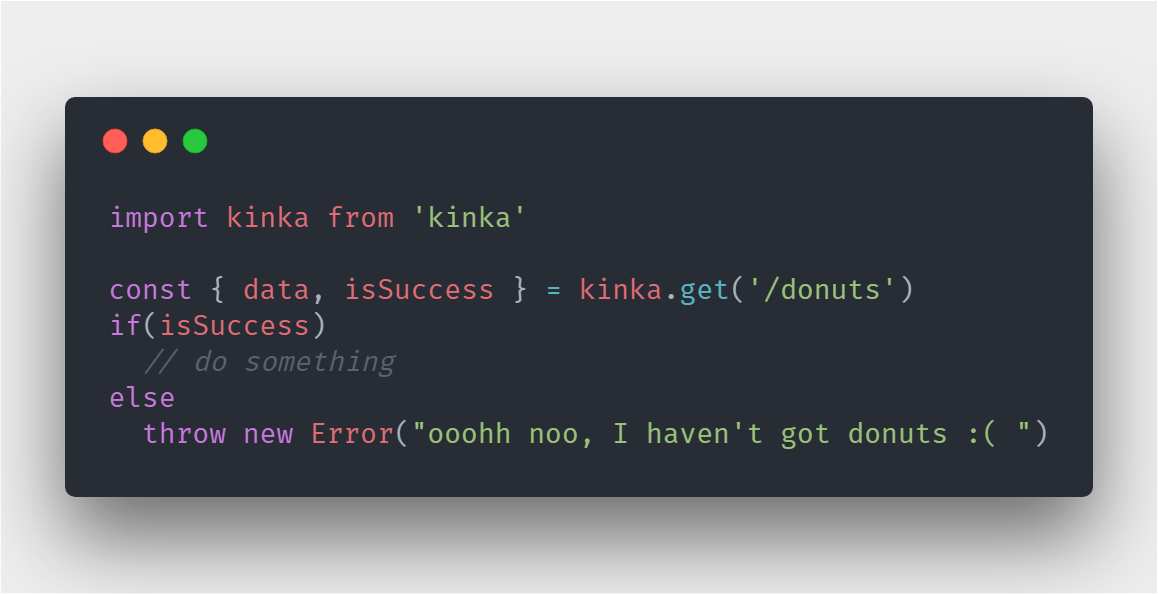 import kinka from 'kinka'
const { data, isSuccess } = kinka.get('/donuts')
if(isSuccess)
// do something
else
throw new Error("ooohh noo, I haven't got donuts :( ")